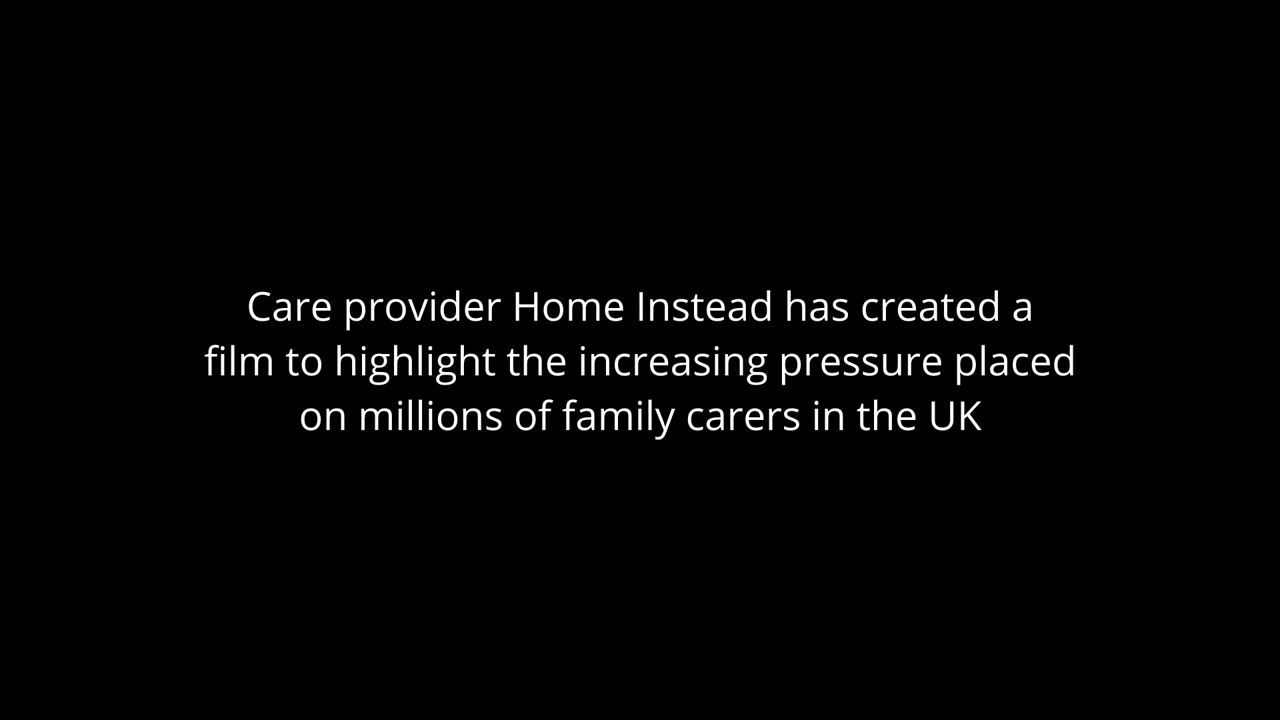 Care provider Home Instead has created a
film to highlight the increasing pressure placed
on millions of family carers in the UK